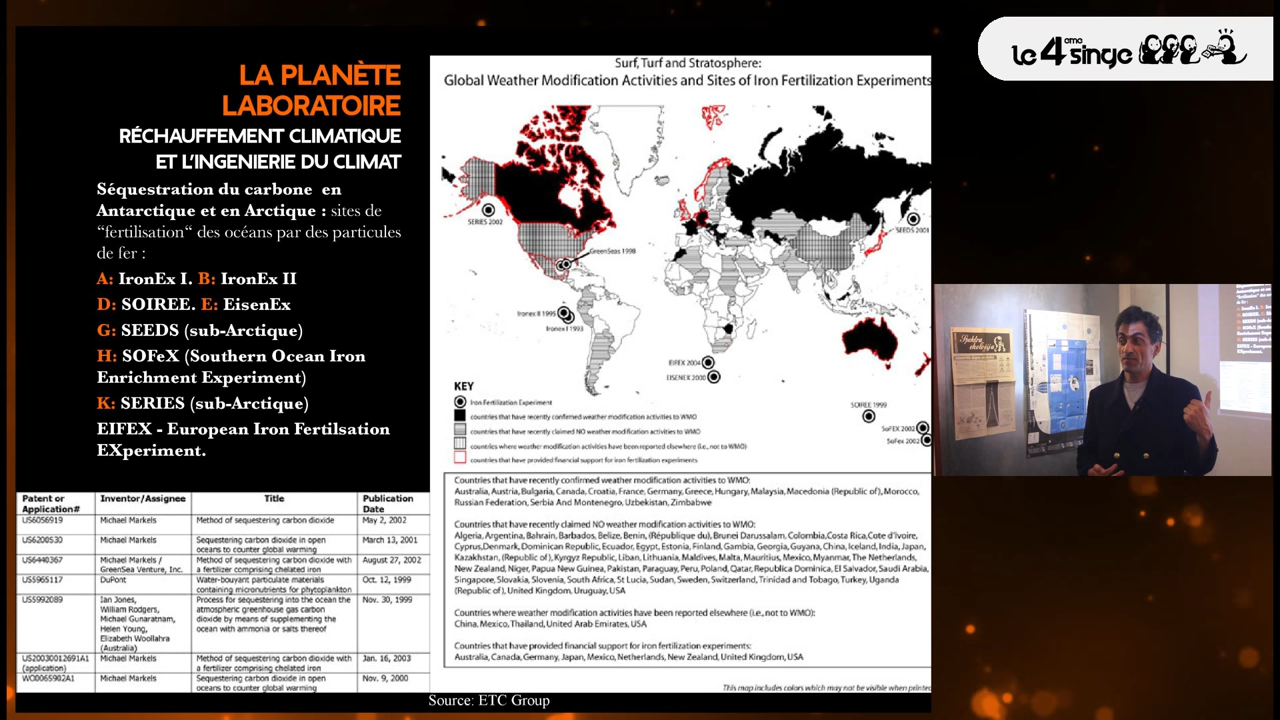 le 4eme singe
LA PLANÈTE
LABORATOIRE
RÉCHAUFFEMENT CLIMATIQUE
ET L'INGENIERIE DU CLIMAT
Séquestration du carbone en
Antarctique et en Arctique : sites de
“fertilisation“ des océans par des particules
de fer :
A: IronEx I. B: IronEx II
D: SOIREE. E: EisenEx
G: SEEDS (sub-Arctique)
H: SOFeX (Southern Ocean Iron
Enrichment Experiment)
K: SERIES (sub-Arctique)
EIFEX - European Iron Fertilsation
EXperiment.
Surf, Turf and Stratosphere:
Global Weather Modification Activities and Sites of Iron Fertilization Experiments
SERIES 2002
SEEDS 2001
GreenSeas 1998
Ironex II 1995
Ironex I 1993
EIFEX 2004
EISENEX 2000
SOIREE 1999
SoFEX 2002
SoFex 2002
KEY
Iron Fertilization Experiment
countries that have recently confirmed weather modification activities to WMO
countries that have recently claimed NO weather modification activities to WMO
countries where weather modification activities have been reported elsewhere (i.e., not to WMO)
countries that have provided financial support for iron fertilization experiments
Countries that have recently confirmed weather modification activities to WMO:
Australia, Austria, Bulgaria, Canada, Croatia, France, Germany, Greece, Hungary, Malaysia, Macedonia (Republic of), Morocco,
Russian Federation, Serbia And Montenegro, Uzbekistan, Zimbabwe
Countries that have recently claimed NO weather modification activities to WMO:
Algeria, Argentina, Bahrain, Barbados, Belize, Benin, (République du), Brunei Darussalam, Colombia, Costa Rica, Cote d'Ivoire,
Cyprus, Denmark, Dominican Republic, Ecuador, Egypt, Estonia, Finland, Gambia, Georgia, Guyana, China, Iceland, India, Japan,
Kazakhstan, (Republic of), Kyrgyz Republic, Liban, Lithuania, Maldives, Malta, Mauritius, Mexico, Myanmar, The Netherlands,
New Zealand, Niger, Papua New Guinea, Pakistan, Paraguay, Peru, Poland, Qatar, Republica Dominica, El Salvador, Saudi Arabia,
Singapore, Slovakia, Slovenia, South Africa, St Lucia, Sudan, Sweden, Switzerland, Trinidad and Tobago, Turkey, Uganda
(Republic of), United Kingdom, Uruguay, USA
Countries where weather modification activities have been reported elsewhere (i.e., not to WMO):
China, Mexico, Thailand, United Arab Emirates, USA
Countries that have provided financial support for iron fertilization experiments:
Australia, Canada, Germany, Japan, Mexico, Netherlands, New Zealand, United Kingdom, USA
This map includes colors which may not be visible when printed
Patent or Application# Inventor/Assignee Title Publication Date
US6056919 Michael Markels Method of sequestering carbon dioxide May 2, 2002
US6200530 Michael Markels Sequestering carbon dioxide in open March 13, 2001
oceans to counter global warming
US6440367 Michael Markels / Method of sequestering carbon dioxide with August 27, 2002
GreenSea Venture, Inc. a fertilizer comprising chelated iron
US5965117 DuPont Water-buoyant particulate materials Oct. 12, 1999
containing micronutrients for phytoplankton
US5992089 Ian Jones, Process for sequestering into the ocean the Nov. 30, 1999
William Rodgers, atmospheric greenhouse gas carbon
Michael Gunaratnam, dioxide by means of supplementing the
Helen Young, ocean with ammonia or salts thereof
Elizabeth Woollahra
(Australia)
US20030012691A1 Michael Markels Method of sequestering carbon dioxide with Jan. 16, 2003
(application) a fertilizer comprising chelated iron
WO0065902A1 Michael Markels Sequestering carbon dioxide in open Nov. 9, 2000
oceans to counter global warming
Source: ETC Group